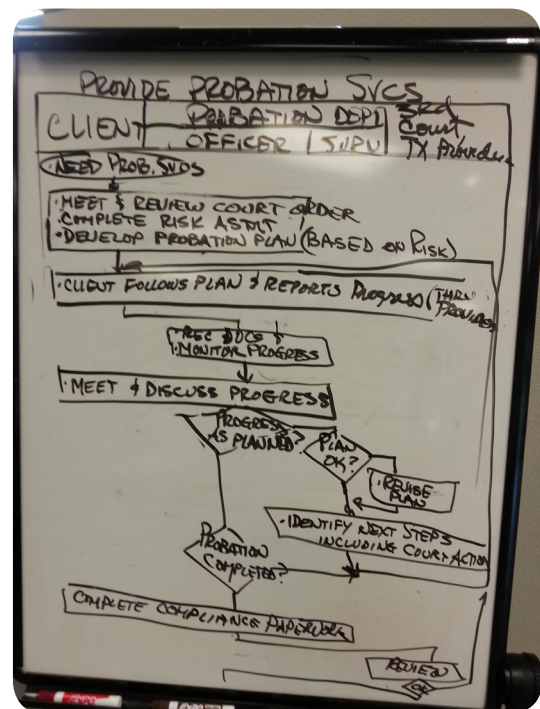 PROVIDE PROBATION SVCS
CLIENT
PROBATION DEPT
OFFICER | SUPV
3rd
Court,
TX Provider
NEED PROB. SVCS
• MEET & REVIEW COURT ORDER
• COMPLETE RISK ASMT
• DEVELOP PROBATION PLAN (BASED ON RISK)
• CLIENT FOLLOWS PLAN & REPORTS PROGRESS (THRU
PROVIDER
• REC DOCS &
• MONITOR PROGRESS
• MEET & DISCUSS PROGRESS
PROGRESS
AS PLANNED?
PLAN
OK?
• REVISE
PLAN
• IDENTIFY NEXT STEPS
INCLUDING COURT ACTION
PROBATION
COMPLETED?
COMPLETE COMPLIANCE PAPERWORK
REVIEW
OK
EXPO